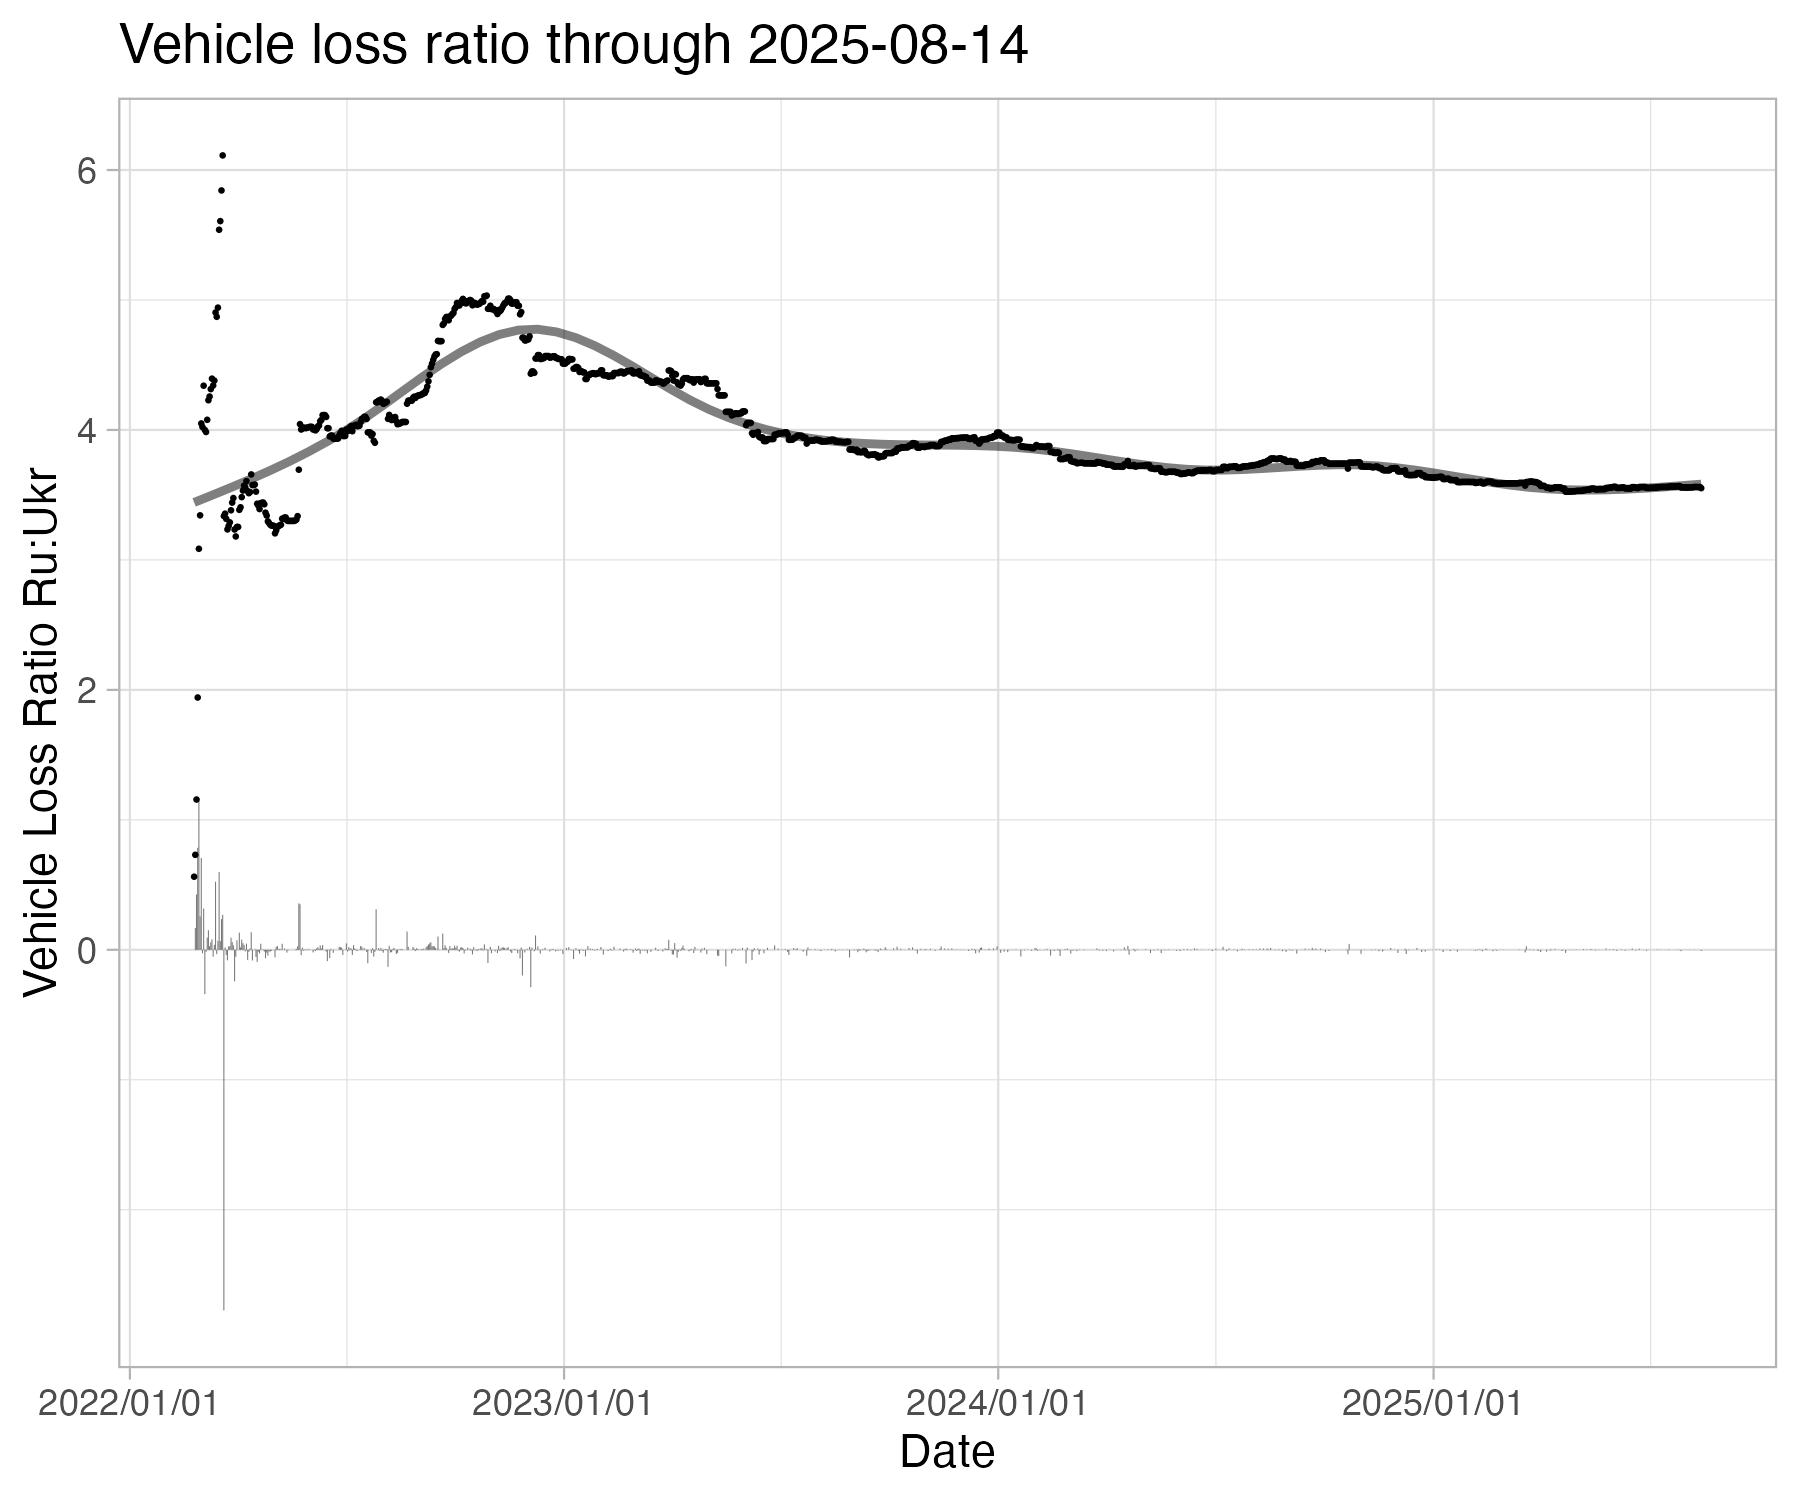 Vehicle loss ratio through 2025-08-14
Vehicle Loss Ratio Ru:Ukr
6
4
2
0
2022/01/01
2023/01/01
2024/01/01
2025/01/01
Date